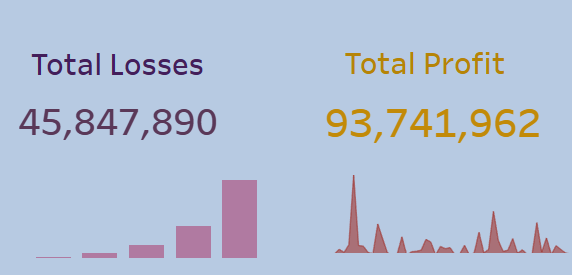 Total Losses
45,847,890
Total Profit
93,741,962